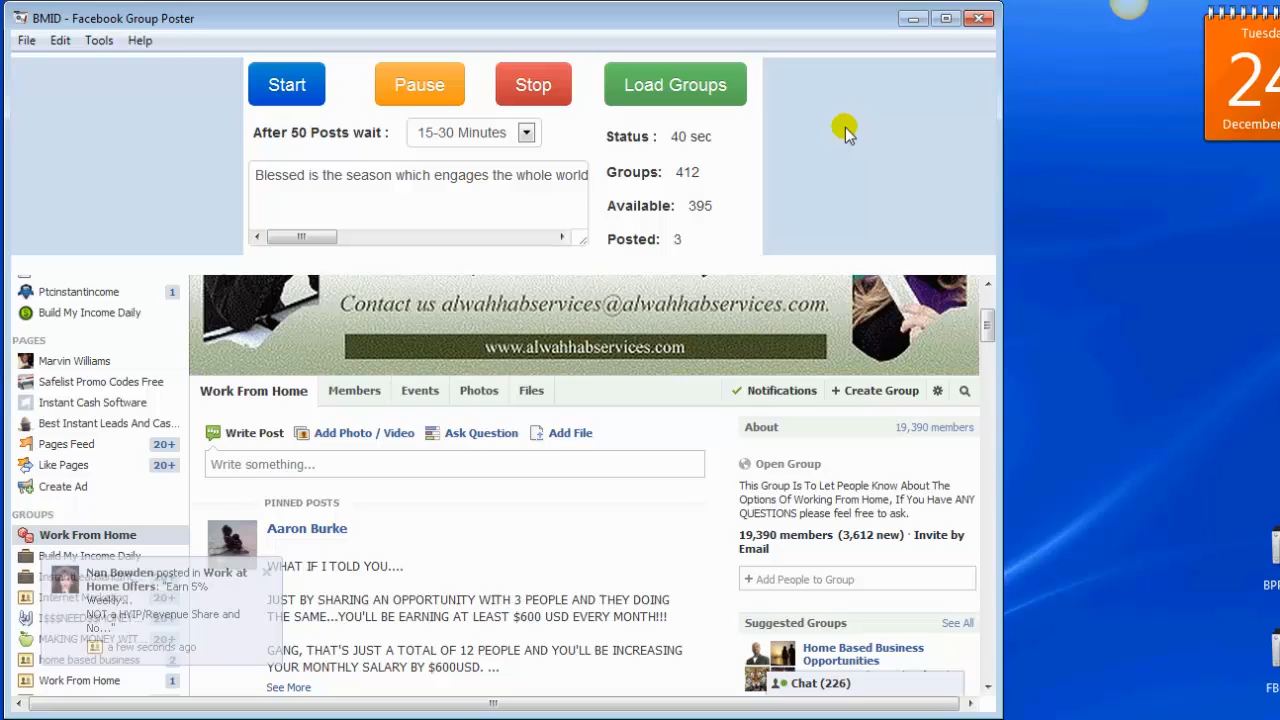 BMID - Facebook Group Poster
File Edit Tools Help
Start Pause Stop Load Groups
After 50 Posts wait : 15-30 Minutes
Status : 40 sec
Blessed is the season which engages the whole world
Groups: 412
Available: 395
Posted: 3
Tuesda
24
December
Ptcinstantincome 1
Build My Income Daily
PAGES
Marvin Williams
Safelist Promo Codes Free
Instant Cash Software
Best Instant Leads And Cas...
Pages Feed 20+
Like Pages 20+
Create Ad
GROUPS
Work From Home
Build My Income Daily
MAKING MONEY WIT... 20+
home based business 2
Work From Home 1
Nan Bowden posted in Work at
Home Offers: "Earn 5%
Weekly...
NOT a HYIP/Revenue Share and
No..."
a few seconds ago
Contact us alwahhabservices@alwahhabservices.com.
www.alwahhabservices.com
Work From Home Members Events Photos Files Notifications + Create Group
Write Post Add Photo / Video Ask Question Add File
Write something...
PINNED POSTS
Aaron Burke
WHAT IF I TOLD YOU....
JUST BY SHARING AN OPPORTUNITY WITH 3 PEOPLE AND THEY DOING
THE SAME...YOU'LL BE EARNING AT LEAST $600 USD EVERY MONTH!!!
GANG, THAT'S JUST A TOTAL OF 12 PEOPLE AND YOU'LL BE INCREASING
YOUR MONTHLY SALARY BY $600USD. ...
See More
About 19,390 members
Open Group
This Group Is To Let People Know About The
Options Of Working From Home, If You Have ANY
QUESTIONS please feel free to ask.
19,390 members (3,612 new) · Invite by
Email
+ Add People to Group
Suggested Groups See All
Home Based Business
Opportunities
Chat (226)
BPP
FB